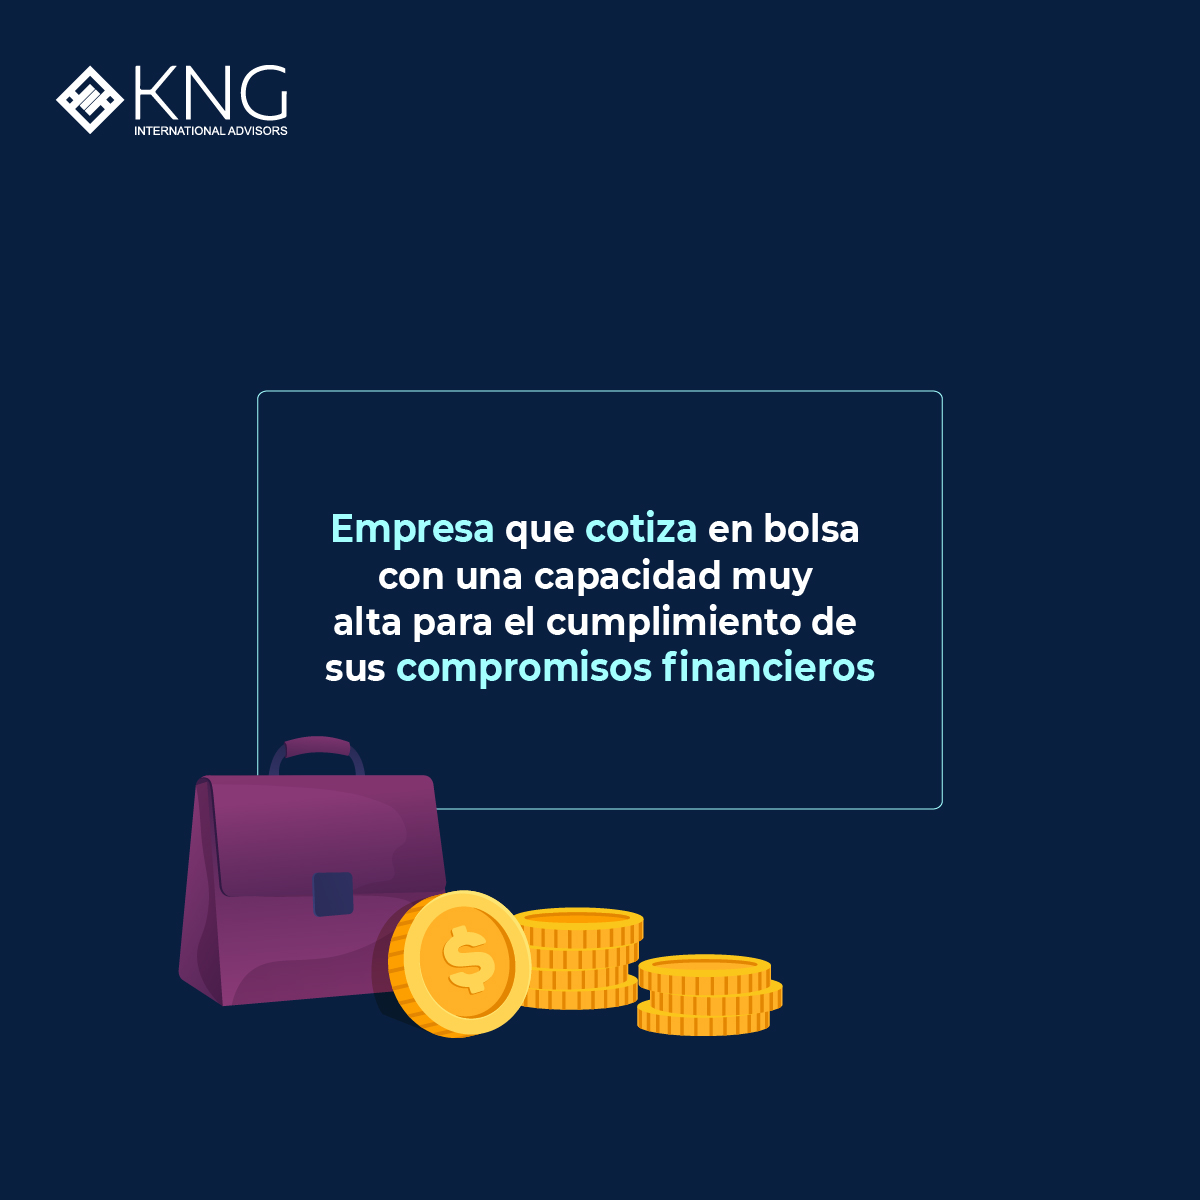 KNG
INTERNATIONAL ADVISORS
Empresa que cotiza en bolsa
con una capacidad muy
alta para el cumplimiento de
sus compromisos financieros
$